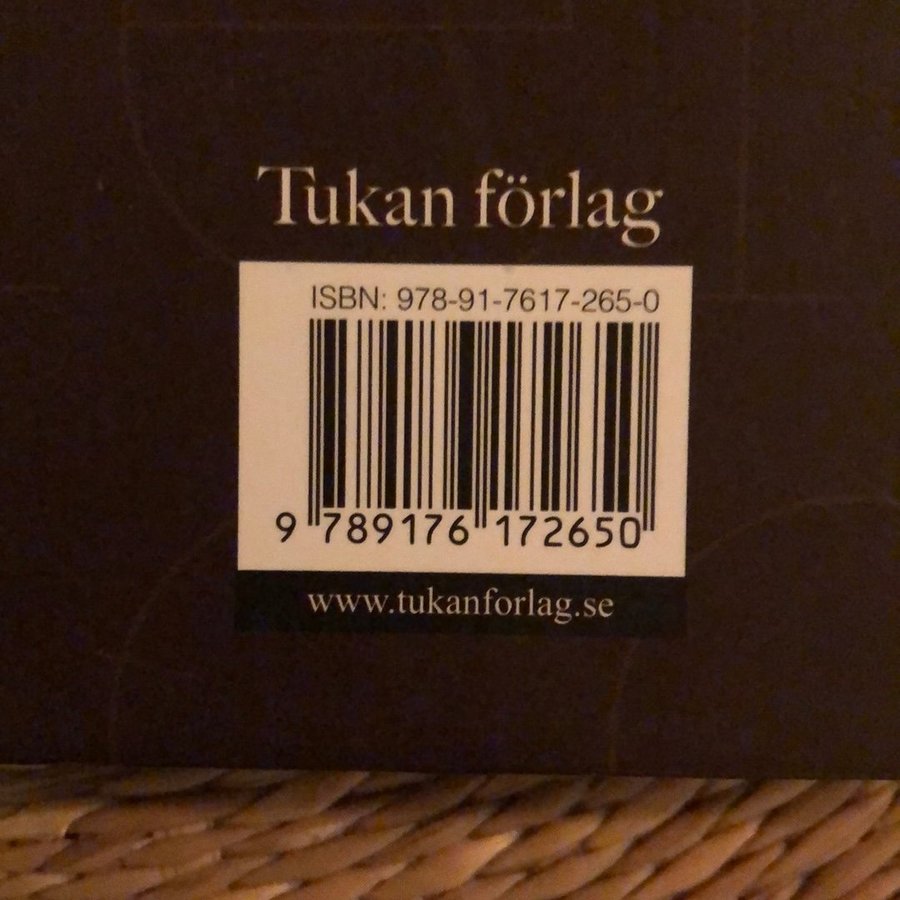 Tukan förlag
ISBN: 978-91-7617-265-0
9 789176 172650
www.tukanforlag.se